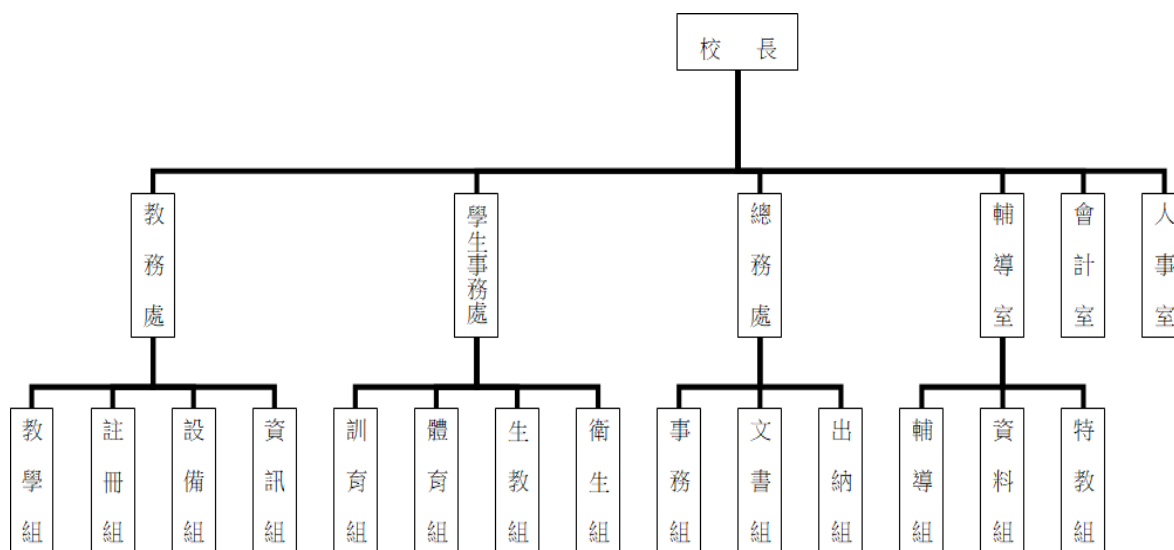 校長
教務處
學生事務處
總務處
輔導室
會計室
人事室
教學組
註冊組
設備組
資訊組
訓育組
體育組
生教組
衛生組
事務組
文書組
出納組
輔導組
資料組
特教組